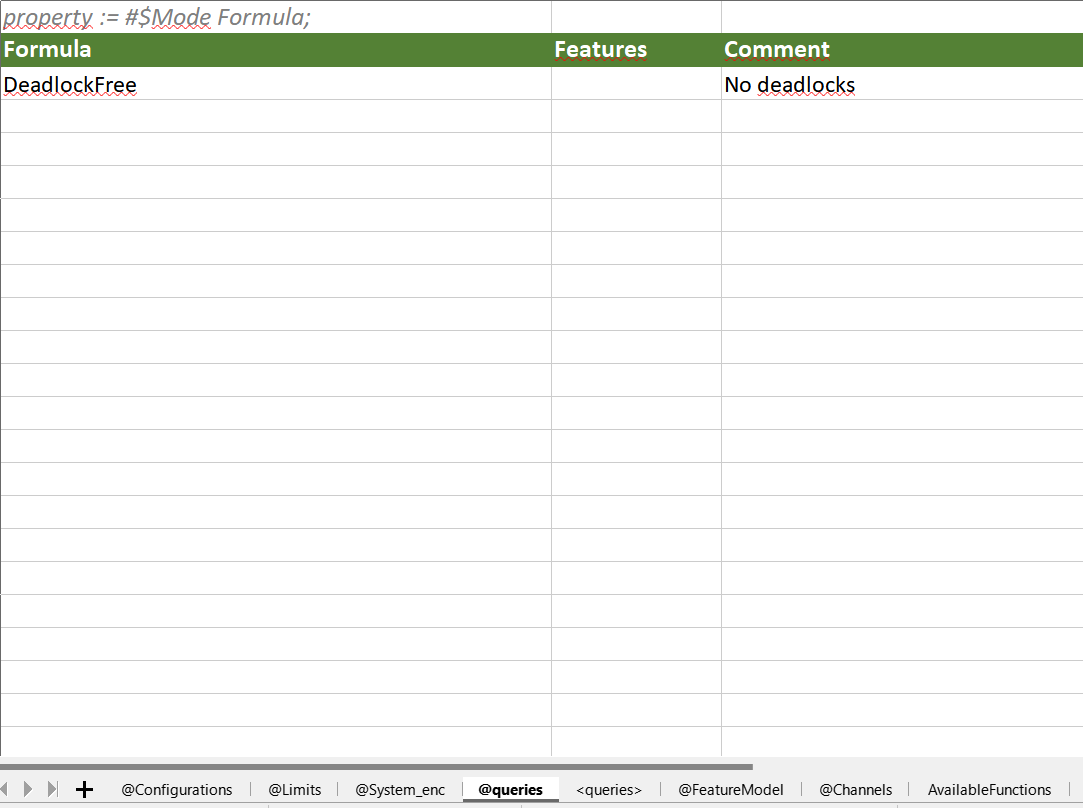 property := #$Mode Formula;
Formula Features Comment
DeadlockFree No deadlocks
@Configurations @Limits @System_enc @queries <queries> @FeatureModel @Channels AvailableFunctions